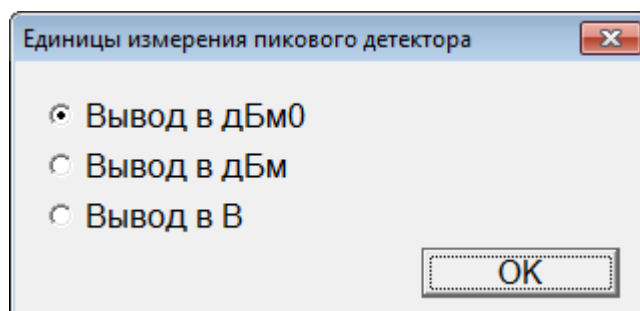 Единицы измерения пикового детектора
Вывод в дБм0
Вывод в дБм
Вывод в В
OK